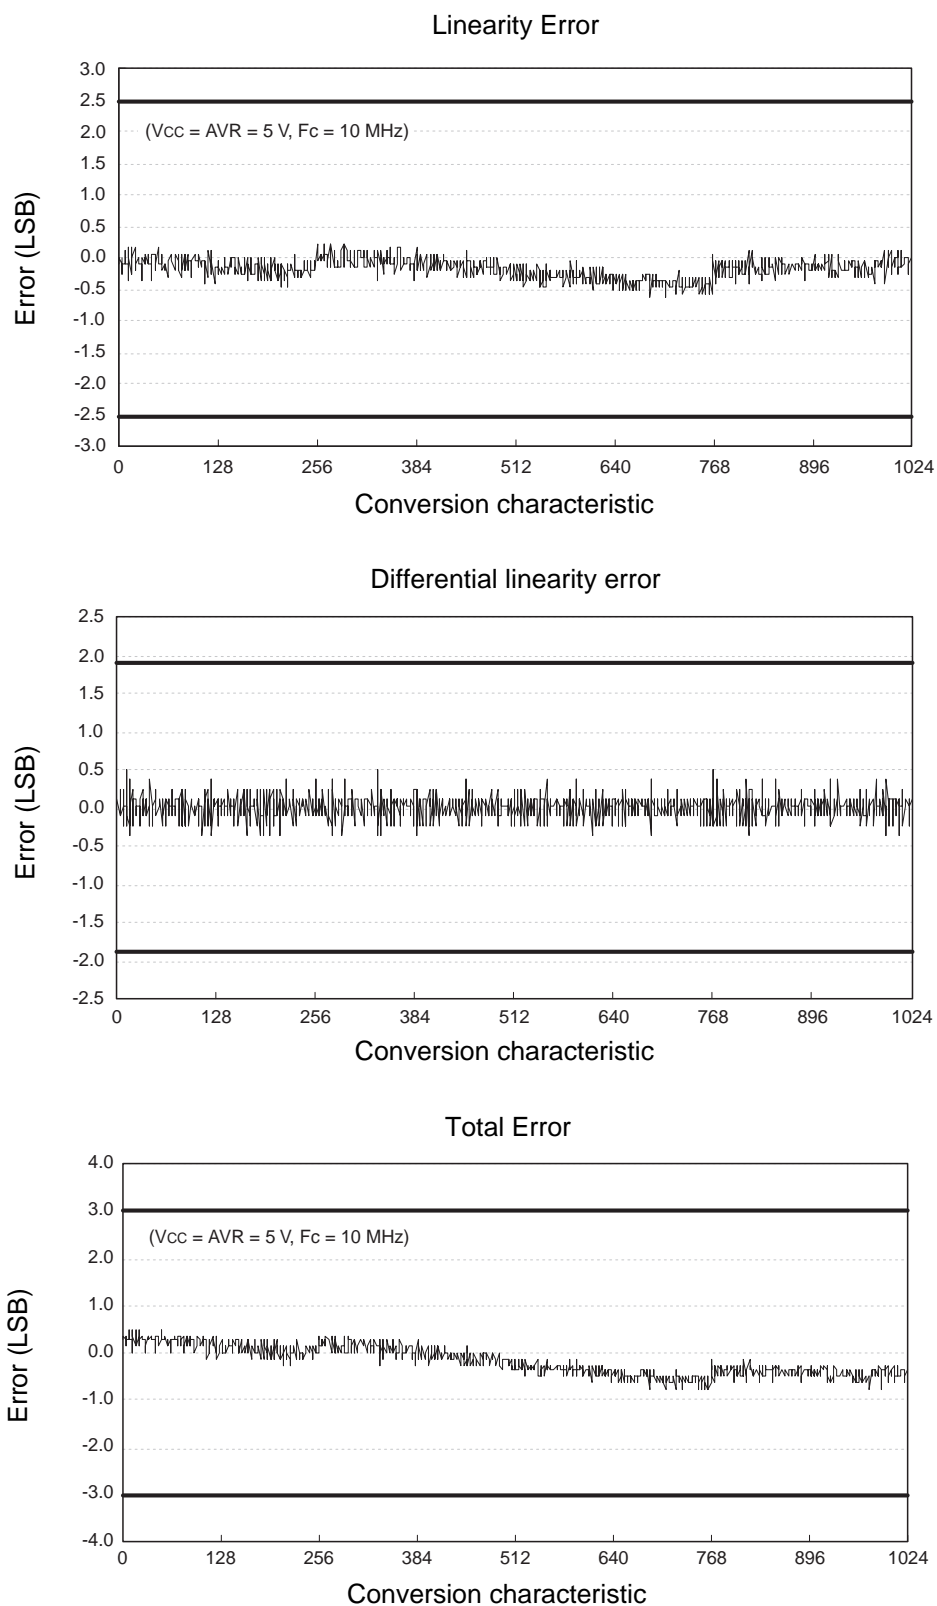 Linearity Error
3.0
2.5
2.0
1.5
1.0
0.5
0.0
-0.5
-1.0
-1.5
-2.0
-2.5
-3.0
Error (LSB)
(VCC = AVR = 5 V, FC = 10 MHz)
0 128 256 384 512 640 768 896 1024
Conversion characteristic
Differential linearity error
2.5
2.0
1.5
1.0
0.5
0.0
-0.5
-1.0
-1.5
-2.0
-2.5
Error (LSB)
0 128 256 384 512 640 768 896 1024
Conversion characteristic
Total Error
4.0
3.0
2.0
1.0
0.0
-1.0
-2.0
-3.0
-4.0
Error (LSB)
(VCC = AVR = 5 V, FC = 10 MHz)
0 128 256 384 512 640 768 896 1024
Conversion characteristic